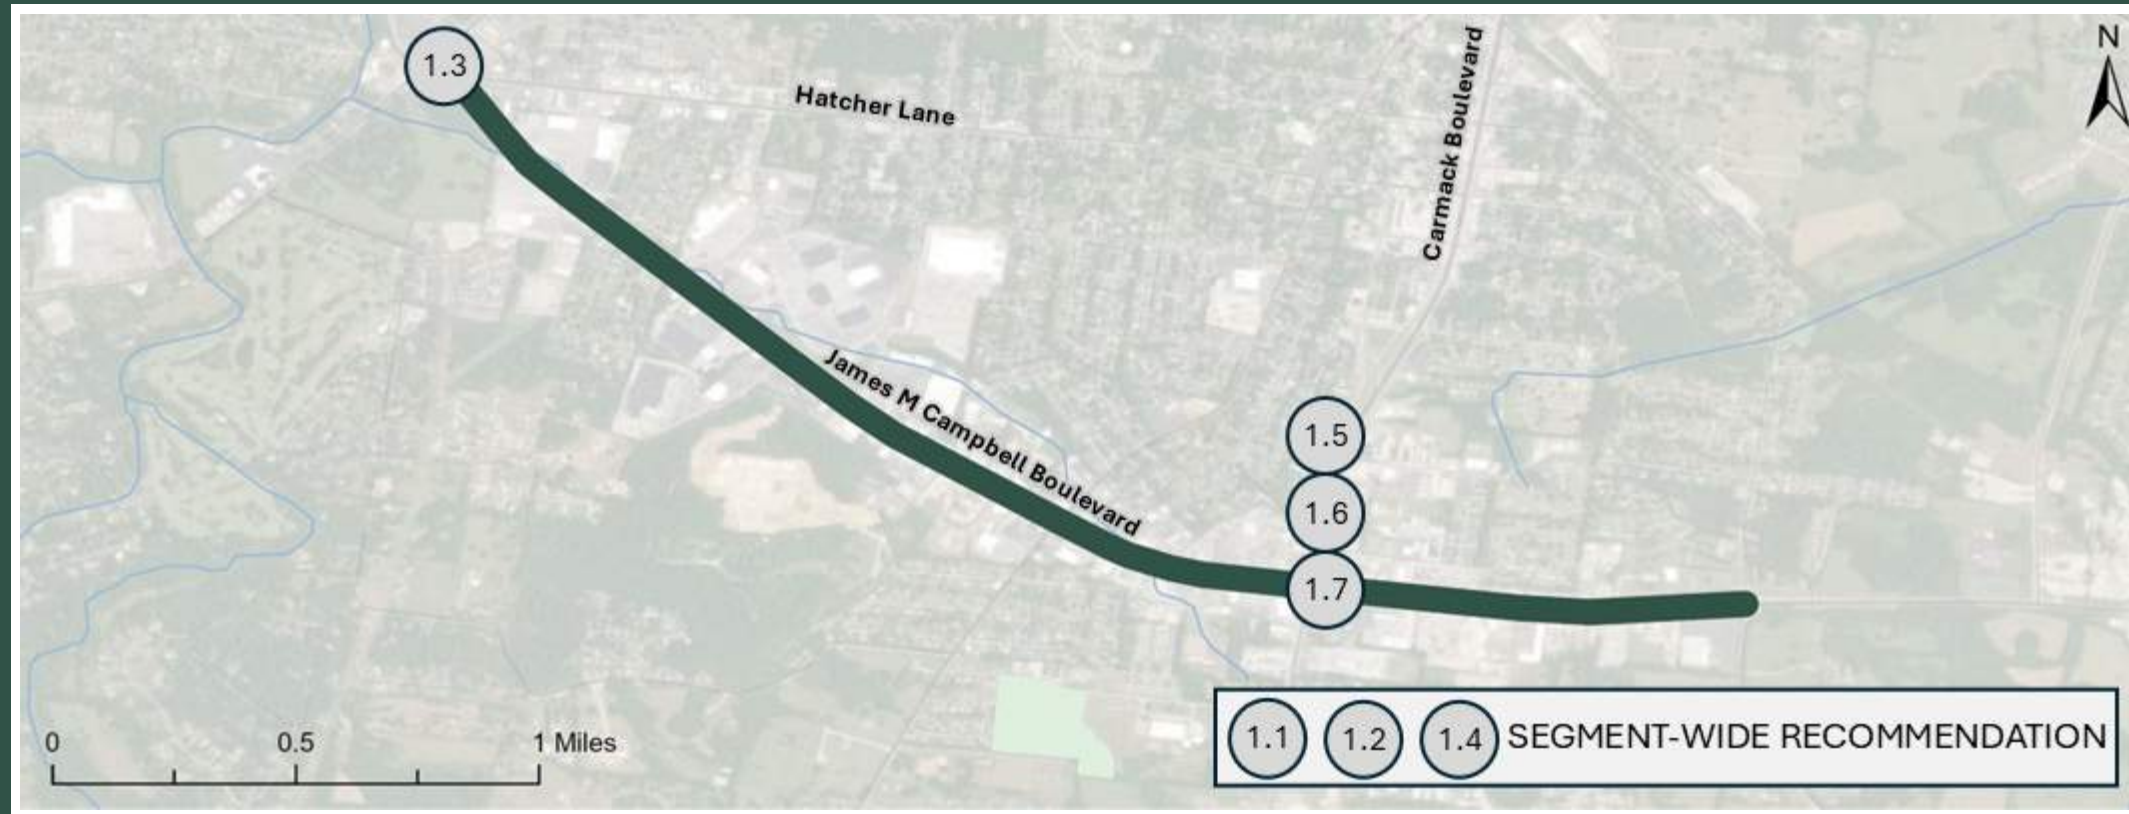 N
1.3
Hatcher Lane
Carmack Boulevard
James M Campbell Boulevard
1.5
1.6
1.7
0 0.5 1 Miles
1.1 1.2 1.4 SEGMENT-WIDE RECOMMENDATION